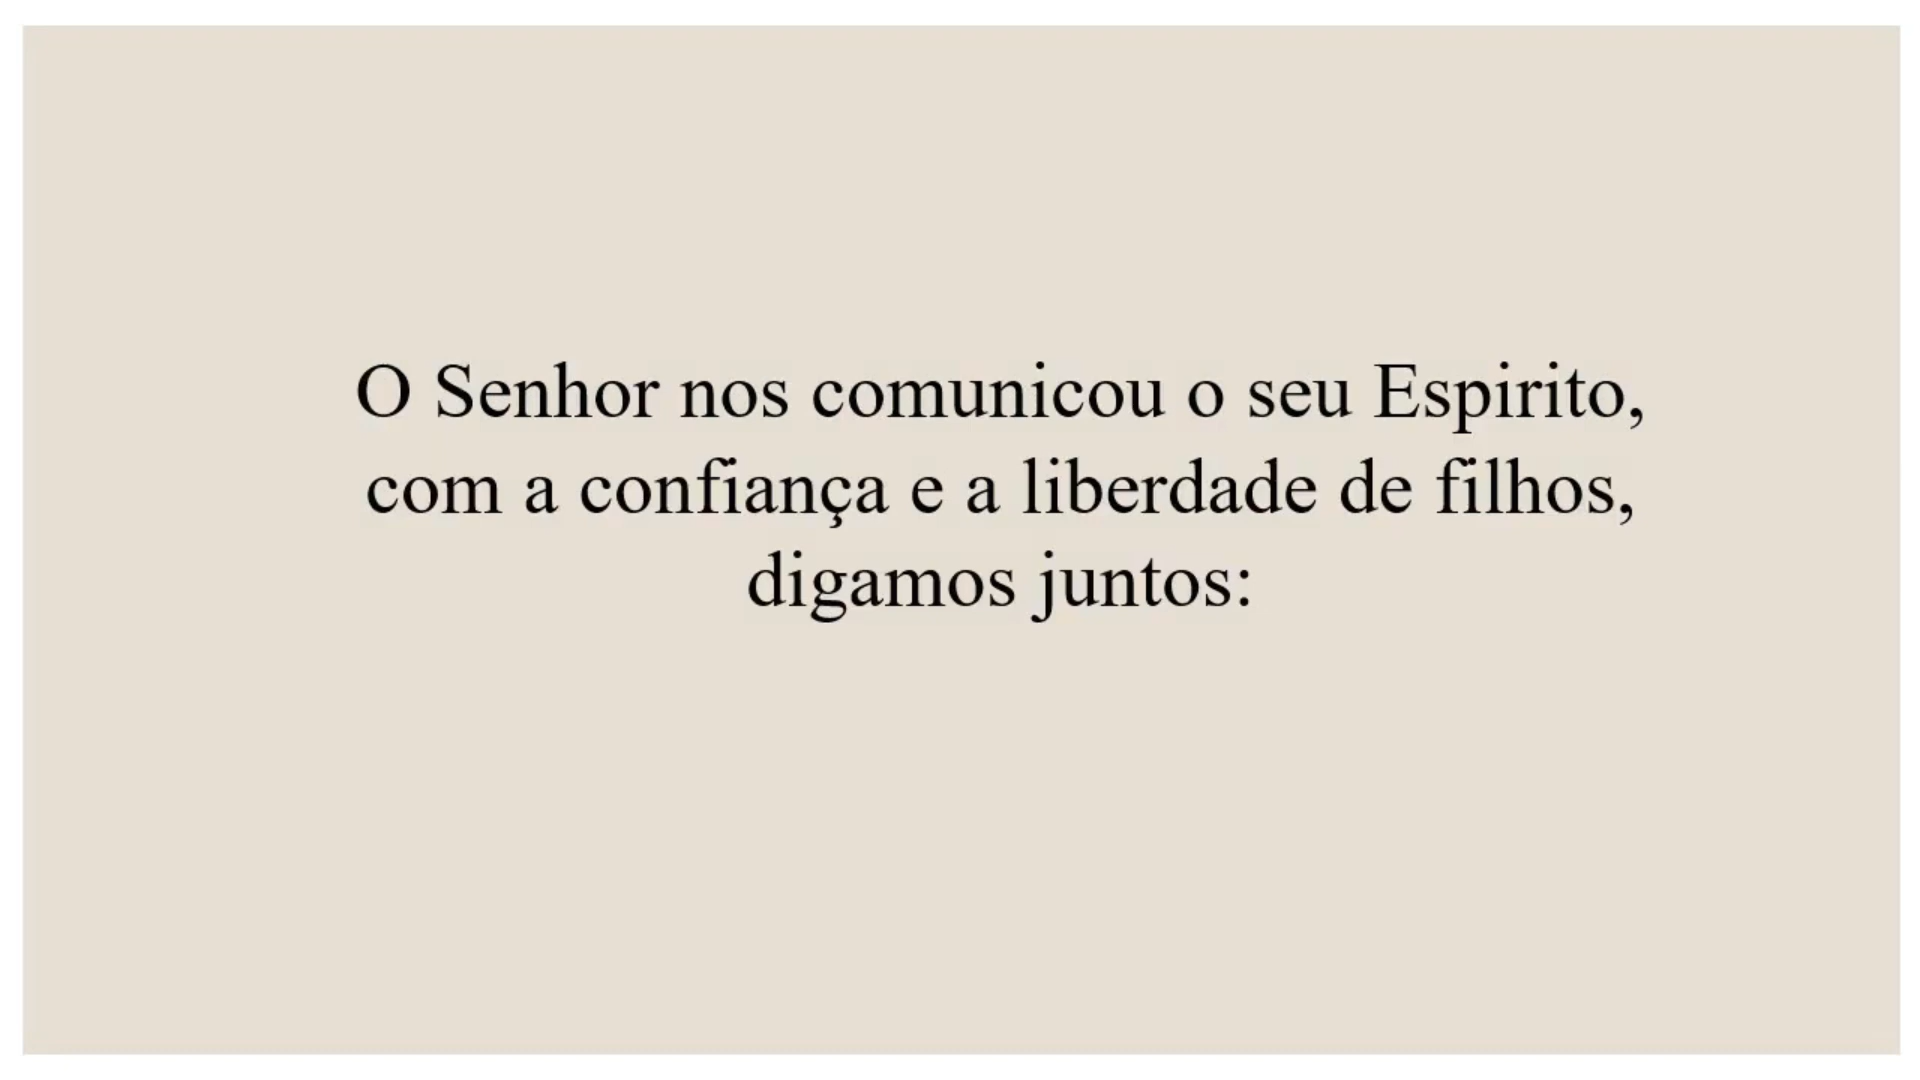 O Senhor nos comunicou o seu Espirito,
com a confiança e a liberdade de filhos,
digamos juntos: